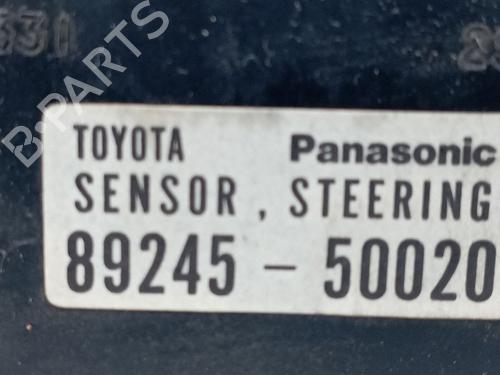 TOYOTA Panasonic
SENSOR, STEERING
89245-50020
B-PARTS